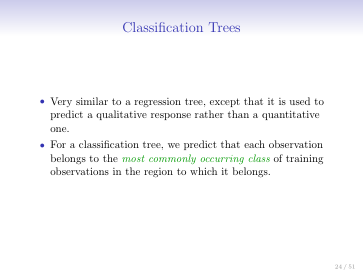 Classification Trees
• Very similar to a regression tree, except that it is used to
predict a qualitative response rather than a quantitative
one.
• For a classification tree, we predict that each observation
belongs to the most commonly occurring class of training
observations in the region to which it belongs.
24 / 51